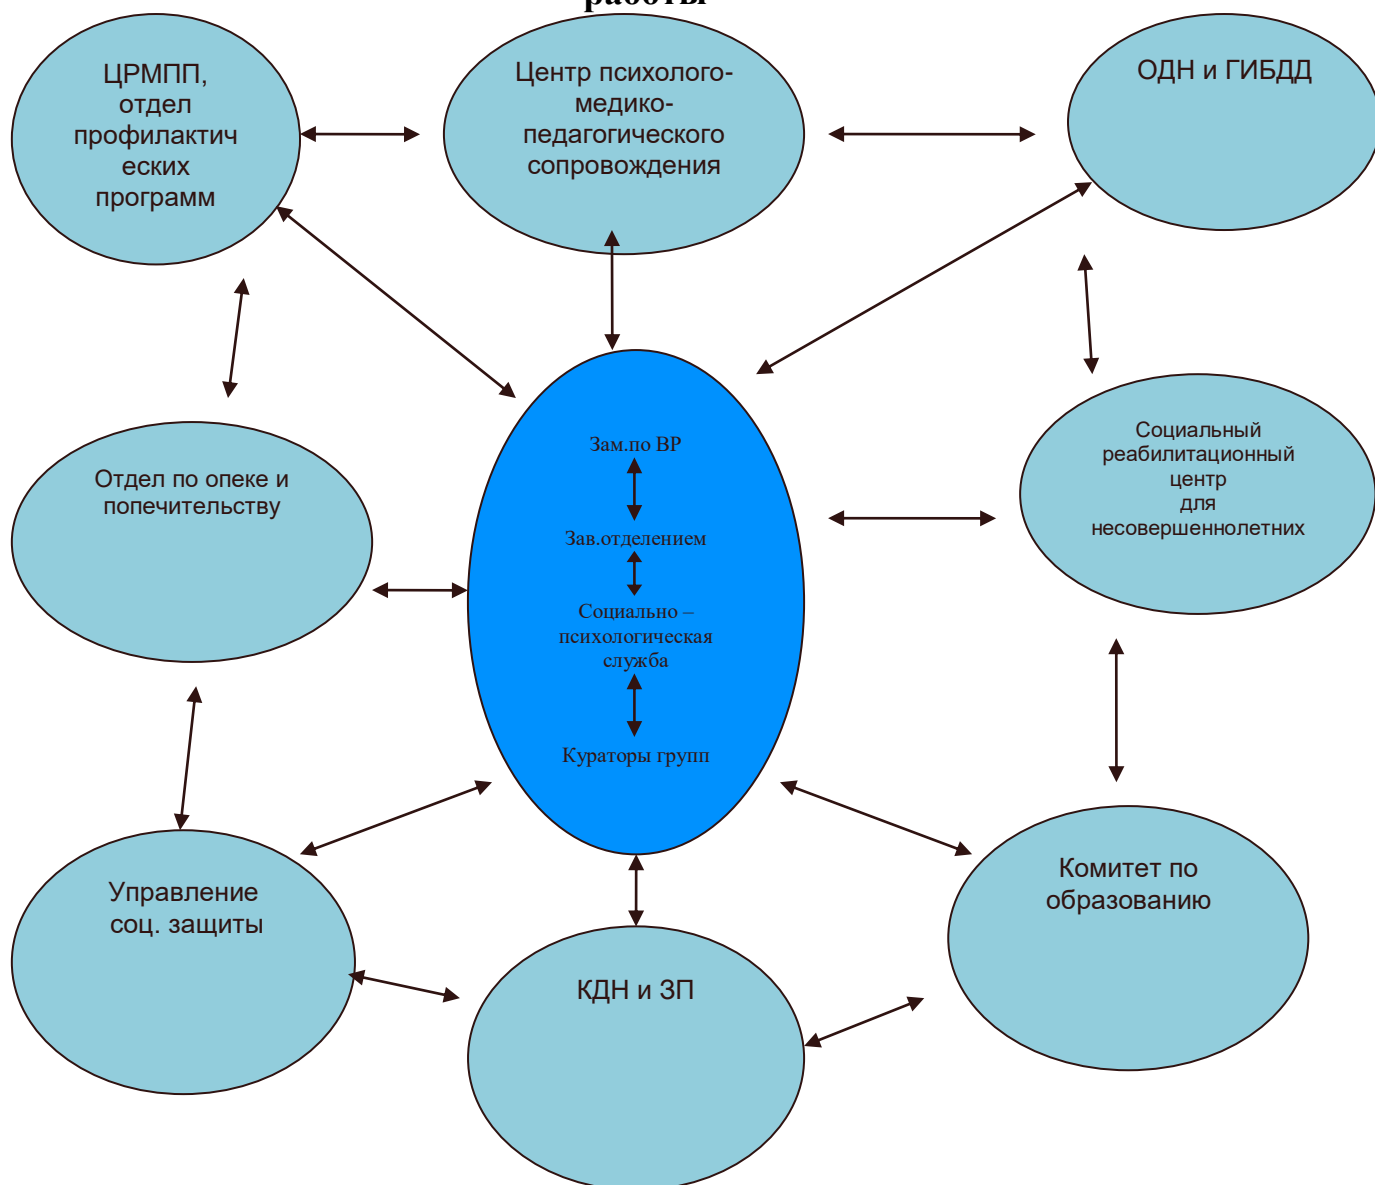 работы
ЦРМПП,
отдел
профилактич
еских
программ
Центр психолого-
медико-
педагогического
сопровождения
ОДН и ГИБДД
Отдел по опеке и
попечительству
Зам.по ВР
Зав.отделением
Социально –
психологическая
служба
Кураторы групп
Социальный
реабилитационный
центр
для
несовершеннолетних
Управление
соц. защиты
КДН и ЗП
Комитет по
образованию